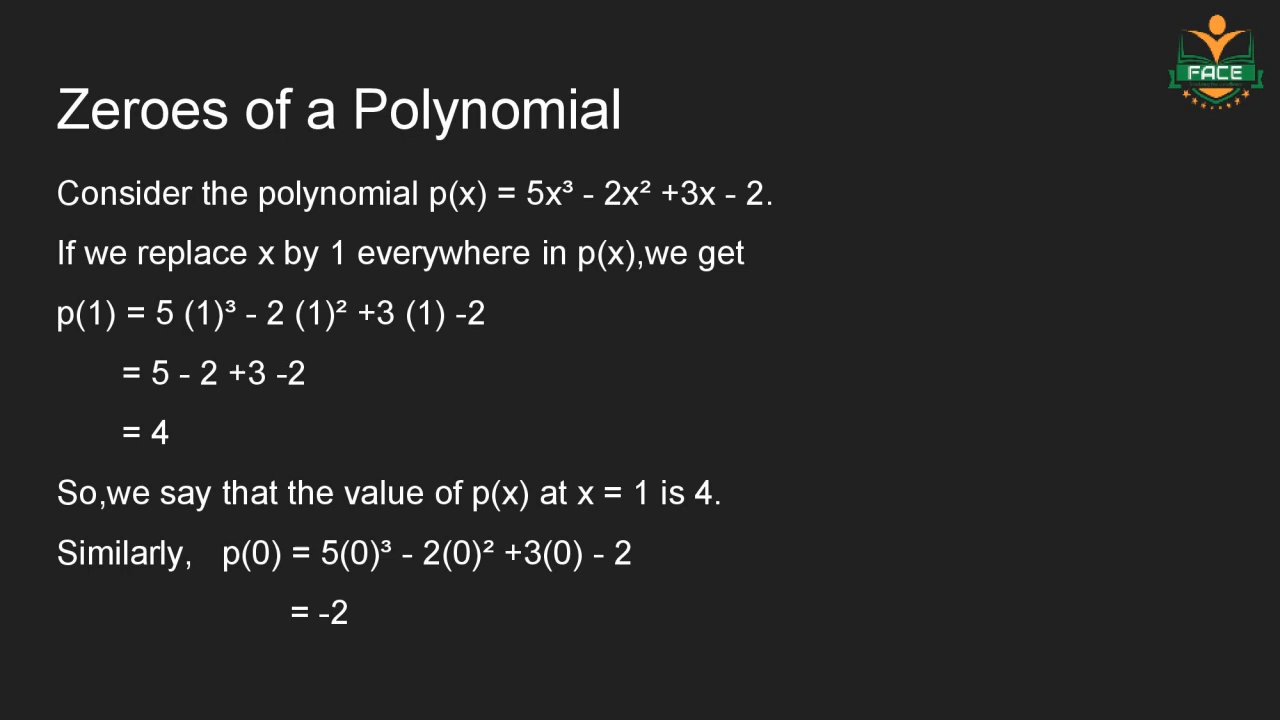 FACE
Zeroes of a Polynomial
Consider the polynomial p(x) = 5x³ - 2x² +3x - 2.
If we replace x by 1 everywhere in p(x),we get
p(1) = 5 (1)³ - 2 (1)² +3 (1) -2
= 5 - 2 +3 -2
= 4
So,we say that the value of p(x) at x = 1 is 4.
Similarly, p(0) = 5(0)³ - 2(0)² +3(0) - 2
= -2